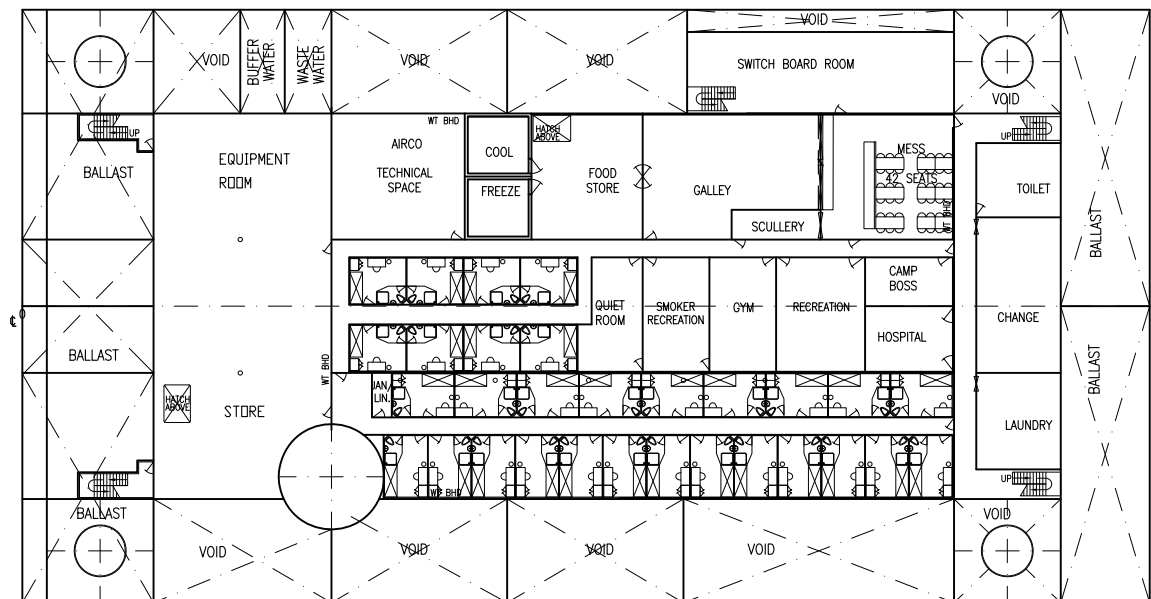 VOID
VOID
BUFFER
WATER
WASTE
WATER
VOID
VOID
SWITCH BOARD ROOM
VOID
UP
WT BHD
HATCH
ABOVE
UP
BALLAST
EQUIPMENT
ROOM
AIRCO
TECHNICAL
SPACE
COOL
FREEZE
FOOD
STORE
GALLEY
SCULLERY
MESS
42 SEATS
WT BHD
TOILET
BALLAST
CAMP
BOSS
QUIET
ROOM
SMOKER
RECREATION
GYM
RECREATION
HOSPITAL
CHANGE
BALLAST
WT BHD
BALLAST
HATCH
ABOVE
STORE
JAN/
LIN.
LAUNDRY
WT BHD
UP
BALLAST
VOID
VOID
VOID
VOID
VOID